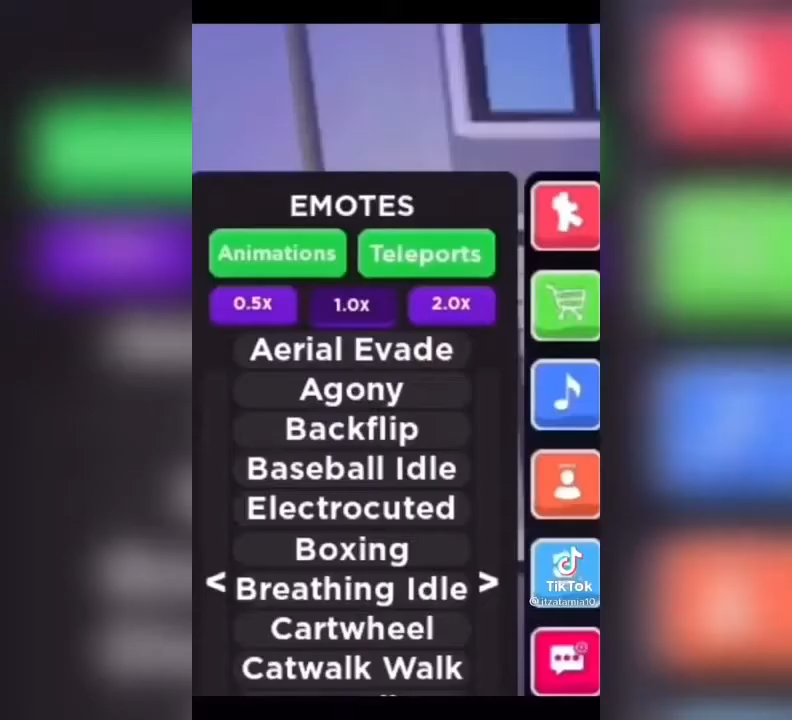 EMOTES
Animations Teleports
0.5x 1.0x 2.0x
Aerial Evade
Agony
Backflip
Baseball Idle
Electrocuted
Boxing
< Breathing Idle >
Cartwheel
Catwalk Walk
TikTok
@itzatamia10